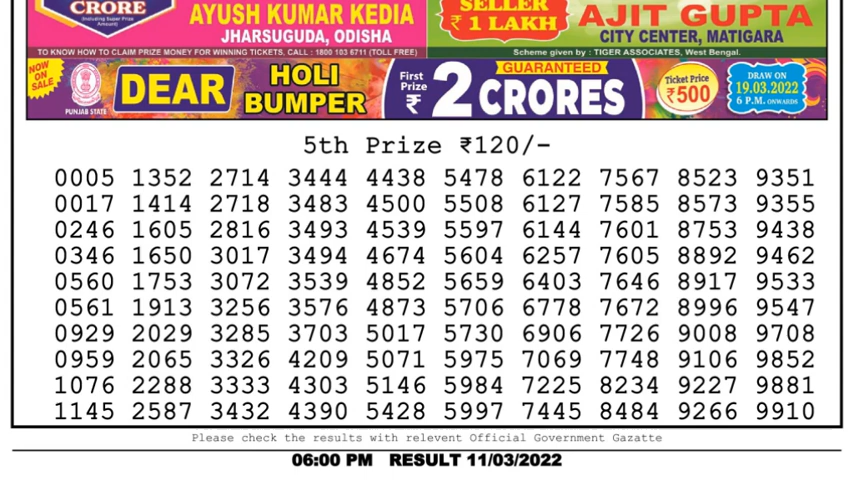 CRORE
(Including Super Prize Amount)
AYUSH KUMAR KEDIA
JHARSUGUDA, ODISHA
SELLER
₹ 1 LAKH
AJIT GUPTA
CITY CENTER, MATIGARA
TO KNOW HOW TO CLAIM PRIZE MONEY FOR WINNING TICKETS, CALL : 1800 103 6711 (TOLL FREE)
Scheme given by : TIGER ASSOCIATES, West Bengal.
NOW ON SALE
PUNJAB STATE
DEAR
HOLI
BUMPER
First Prize ₹
GUARANTEED
2 CRORES
Ticket Price
₹500
DRAW ON
19.03.2022
6 P.M. ONWARDS
5th Prize ₹120/-
0005 1352 2714 3444 4438 5478 6122 7567 8523 9351
0017 1414 2718 3483 4500 5508 6127 7585 8573 9355
0246 1605 2816 3493 4539 5597 6144 7601 8753 9438
0346 1650 3017 3494 4674 5604 6257 7605 8892 9462
0560 1753 3072 3539 4852 5659 6403 7646 8917 9533
0561 1913 3256 3576 4873 5706 6778 7672 8996 9547
0929 2029 3285 3703 5017 5730 6906 7726 9008 9708
0959 2065 3326 4209 5071 5975 7069 7748 9106 9852
1076 2288 3333 4303 5146 5984 7225 8234 9227 9881
1145 2587 3432 4390 5428 5997 7445 8484 9266 9910
Please check the results with relevent Official Government Gazatte
06:00 PM RESULT 11/03/2022